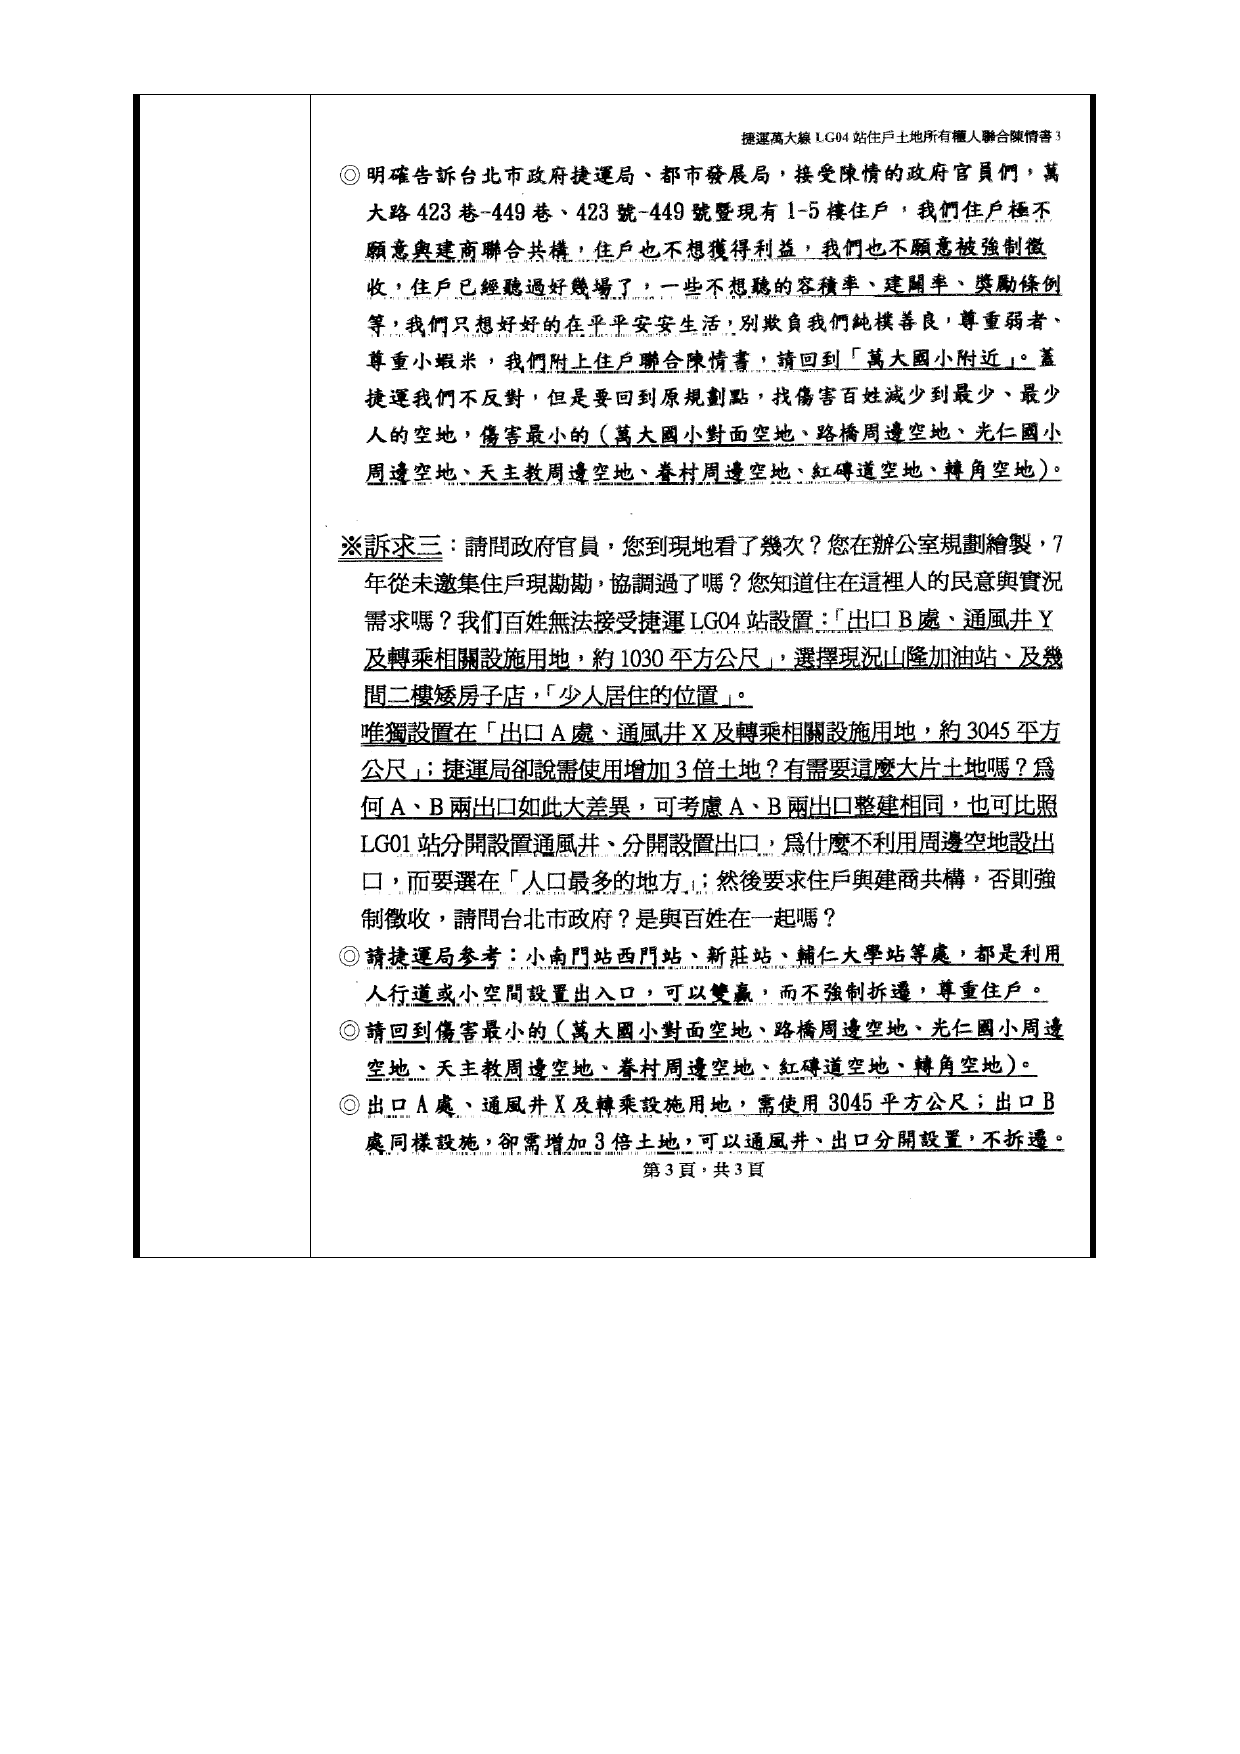 捷運萬大線 LG04 站住戶土地所有權人聯合陳情書 3
◎明確告訴台北市政府捷運局、都市發展局，接受陳情的政府官員們，萬
大路 423 巷-449 巷、423 號-449 號暨現有 1-5 樓住戶，我們住戶極不
願意與建商聯合共構，住戶也不想獲得利益，我們也不願意被強制徵
收，住戶已經聽過好幾場了，一些不想聽的容積率、建開率、獎勵條例
等，我們只想好好的在平平安安生活，別欺負我們純樸善良，尊重弱者、
尊重小蝦米，我們附上住戶聯合陳情書，請回到「萬大國小附近」。蓋
捷運我們不反對，但是要回到原規劃點，找傷害百姓減少到最少、最少
人的空地，傷害最小的（萬大國小對面空地、路橋周邊空地、光仁國小
周邊空地、天主教周邊空地、眷村周邊空地、紅磚道空地、轉角空地）。
※訴求三：請問政府官員，您到現地看了幾次？您在辦公室規劃繪製，7
年從未邀集住戶現勘勘，協調過了嗎？您知道住在這裡人的民意與實況
需求嗎？我們百姓無法接受捷運 LG04 站設置：「出口 B 處、通風井 Y
及轉乘相關設施用地，約 1030 平方公尺」，選擇現況山隆加油站、及幾
間二樓矮房子店，「少人居住的位置」。
唯獨設置在「出口 A 處、通風井 X 及轉乘相關設施用地，約 3045 平方
公尺」；捷運局卻說需使用增加 3 倍土地？有需要這麼大片土地嗎？為
何 A、B 兩出口如此大差異，可考慮 A、B 兩出口整建相同，也可比照
LG01 站分開設置通風井、分開設置出口，為什麼不利用周邊空地設出
口，而要選在「人口最多的地方」；然後要求住戶與建商共構，否則強
制徵收，請問台北市政府？是與百姓在一起嗎？
◎請捷運局參考：小南門站西門站、新莊站、輔仁大學站等處，都是利用
人行道或小空間設置出入口，可以雙贏，而不強制拆遷，尊重住戶。
◎請回到傷害最小的（萬大國小對面空地、路橋周邊空地、光仁國小周邊
空地、天主教周邊空地、眷村周邊空地、紅磚道空地、轉角空地）。
◎出口 A 處、通風井 X 及轉乘設施用地，需使用 3045 平方公尺；出口 B
處同樣設施，卻需增加 3 倍土地，可以通風井、出口分開設置，不拆遷。
第 3 頁，共 3 頁